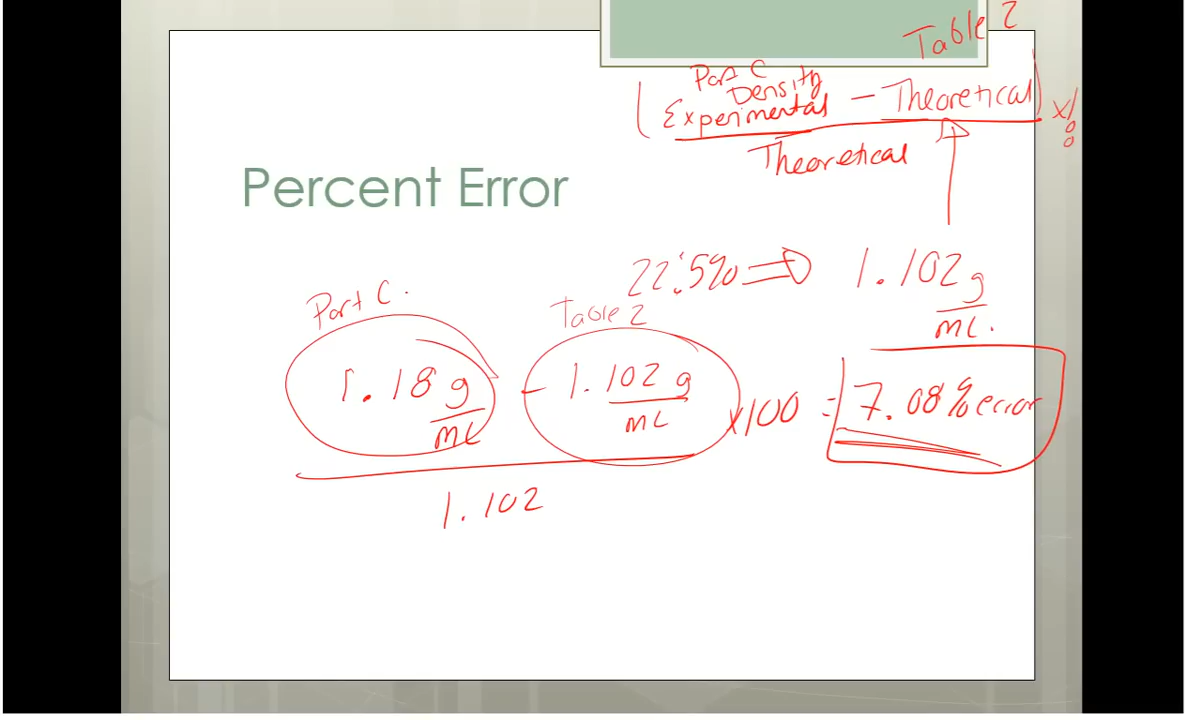 Table 2
Part C
Density
Experimental - Theoretical
x100
Theoretical
Percent Error
22.5% ⇒ 1.102 g
mL.
Part C.
Table 2
1.18 g - 1.102 g x100 = 7.08% error
mL mL
1.102